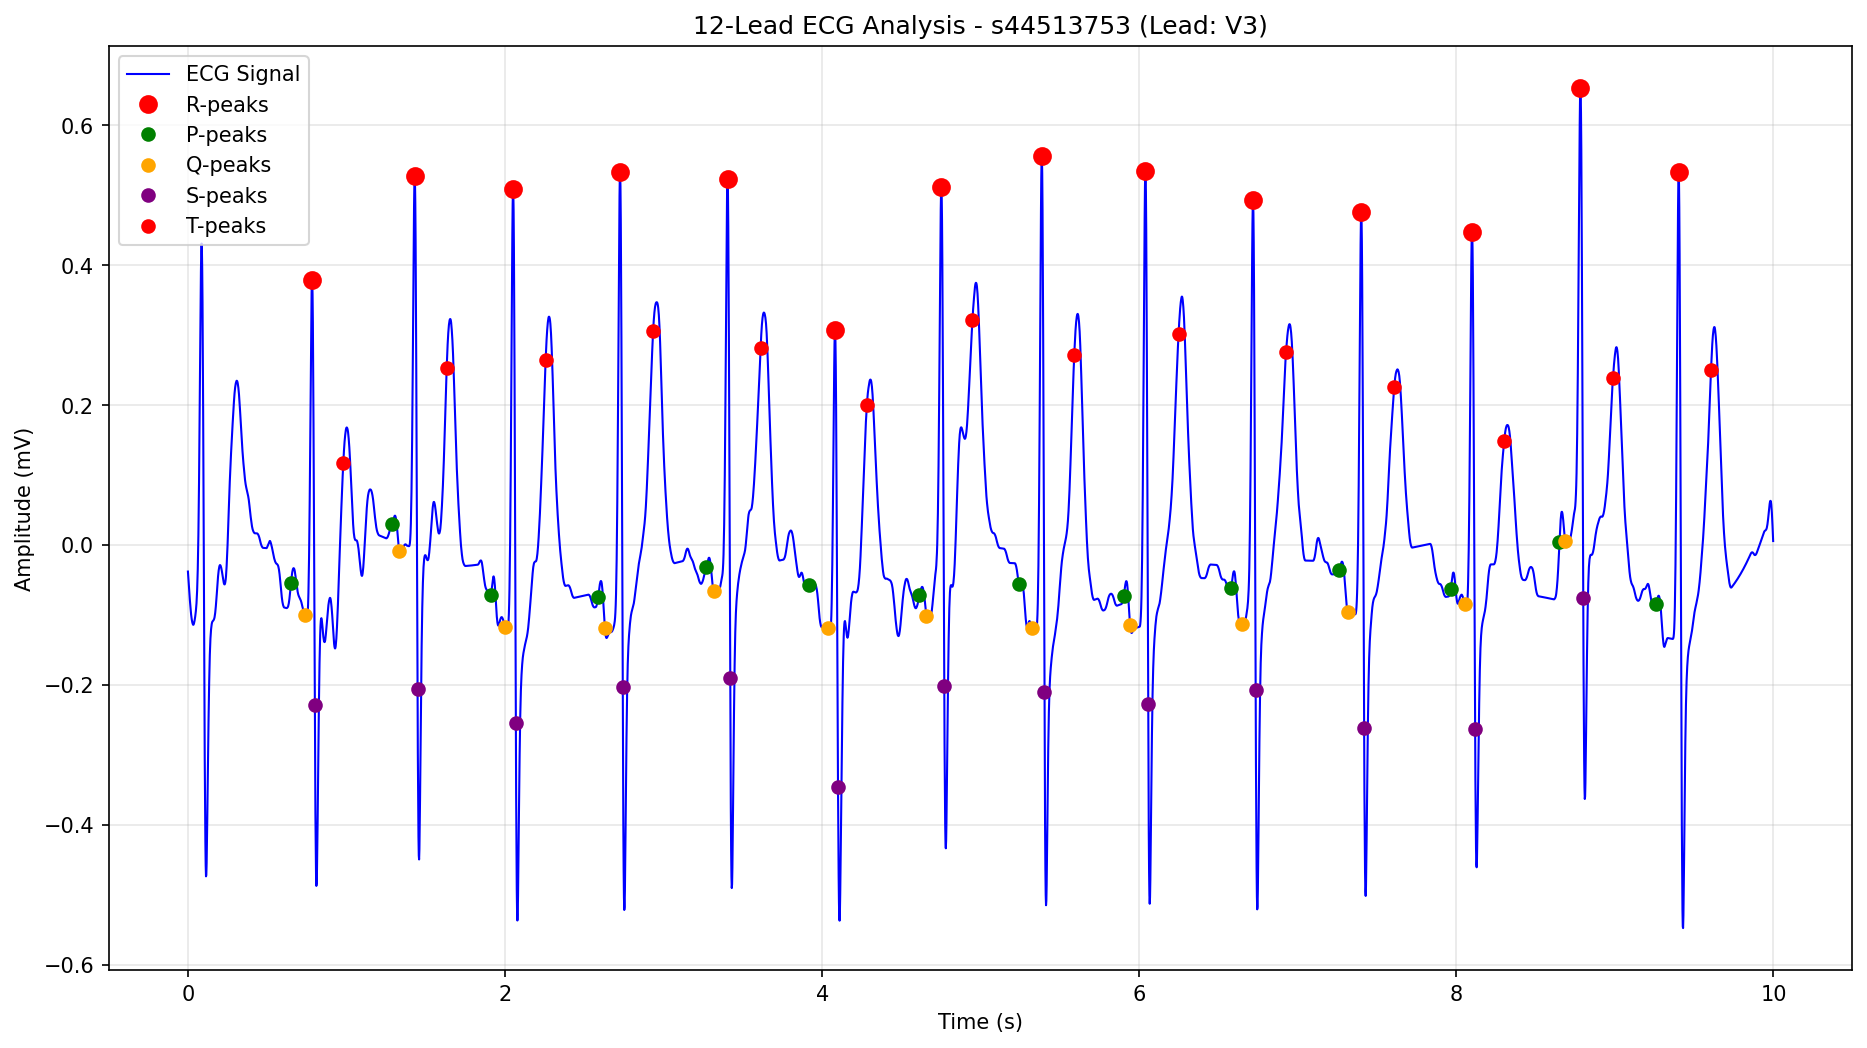 12-Lead ECG Analysis - s44513753 (Lead: V3)
ECG Signal
R-peaks
P-peaks
Q-peaks
S-peaks
T-peaks
Amplitude (mV)
0.6
0.4
0.2
0.0
−0.2
−0.4
−0.6
0 2 4 6 8 10
Time (s)